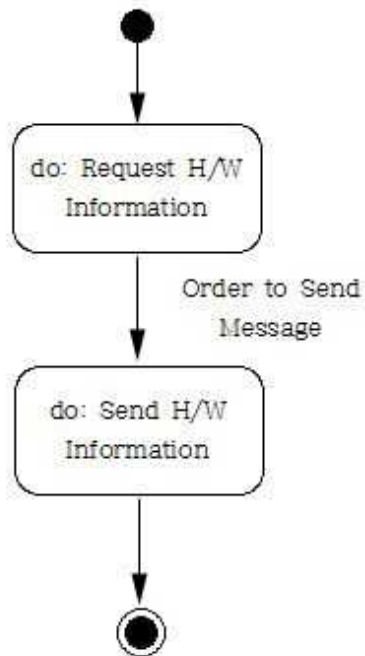 do: Request H/W
Information
Order to Send
Message
do: Send H/W
Information